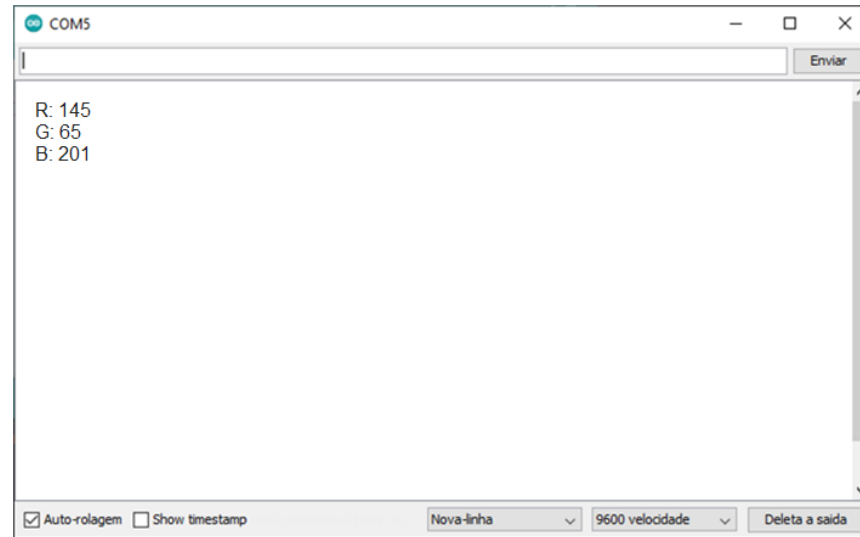 COM5
Enviar
R: 145
G: 65
B: 201
Auto-rolagem Show timestamp Nova-linha 9600 velocidade Deleta a saida